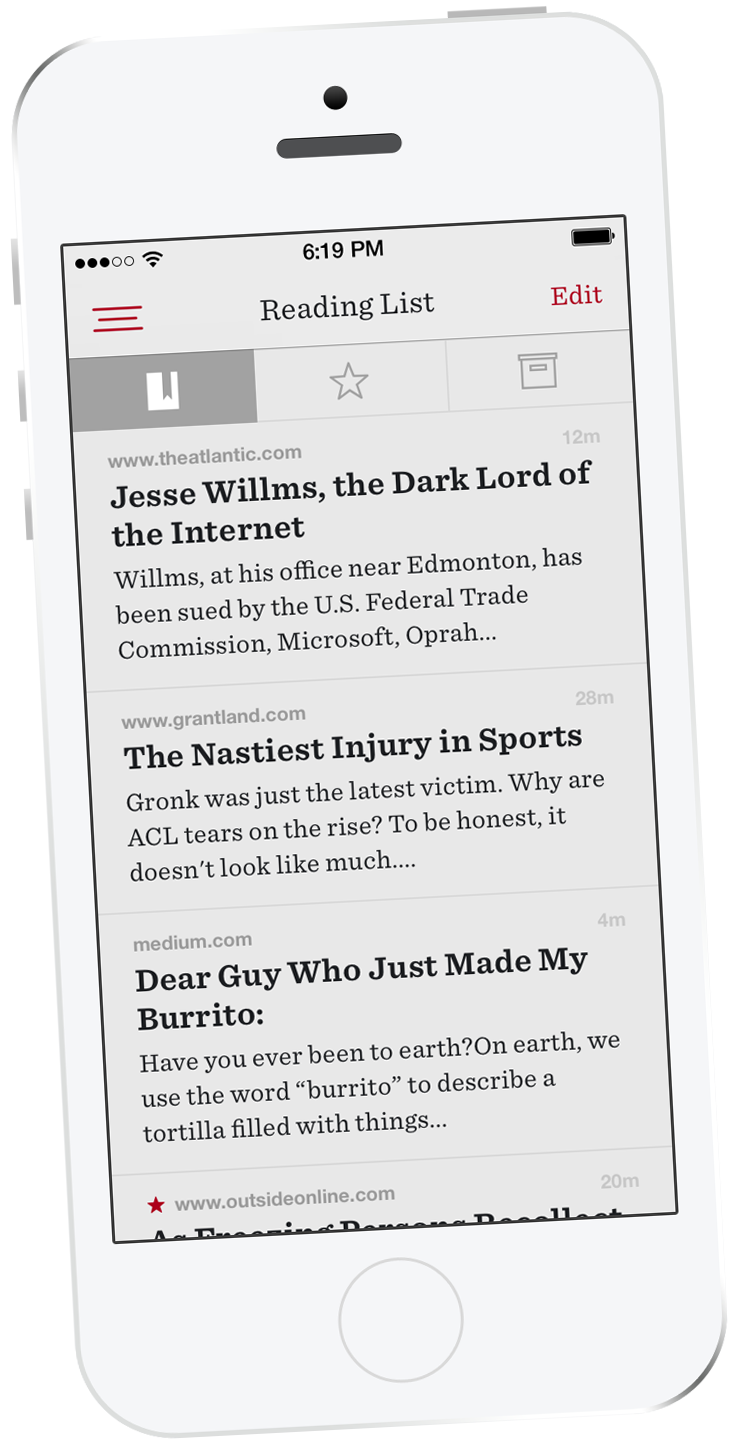 6:19 PM
Reading List
Edit
www.theatlantic.com
12m
Jesse Willms, the Dark Lord of
the Internet
Willms, at his office near Edmonton, has
been sued by the U.S. Federal Trade
Commission, Microsoft, Oprah...
www.grantland.com
28m
The Nastiest Injury in Sports
Gronk was just the latest victim. Why are
ACL tears on the rise? To be honest, it
doesn't look like much....
medium.com
4m
Dear Guy Who Just Made My
Burrito:
Have you ever been to earth?On earth, we
use the word “burrito” to describe a
tortilla filled with things...
www.outsideonline.com
20m
As Freezing Persons Recollect